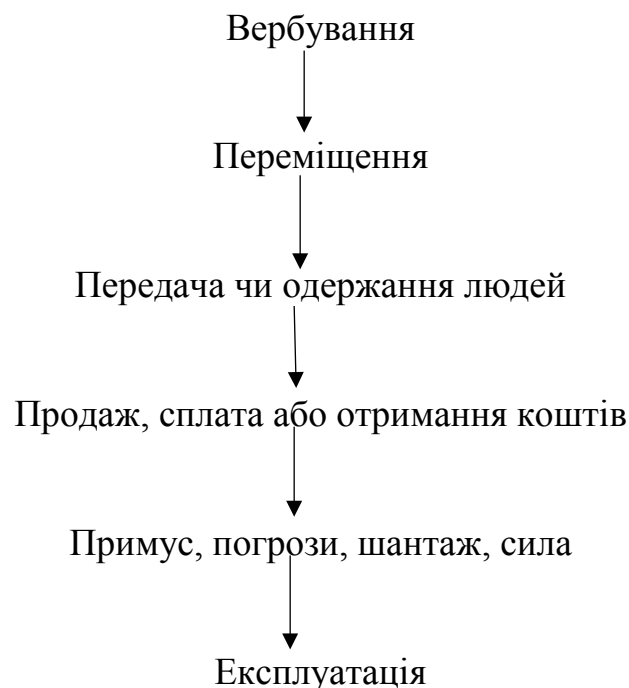 Вербування
Переміщення
Передача чи одержання людей
Продаж, сплата або отримання коштів
Примус, погрози, шантаж, сила
Експлуатація